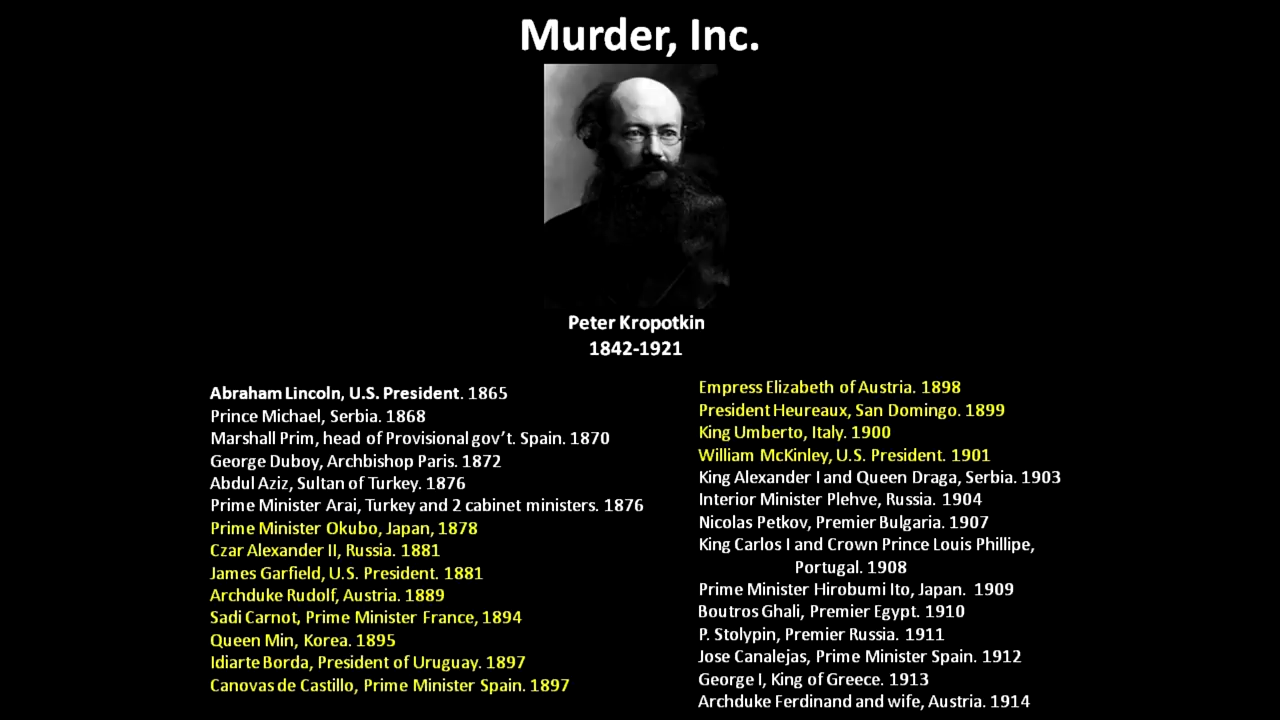 Murder, Inc.
Peter Kropotkin
1842-1921
Abraham Lincoln, U.S. President. 1865
Prince Michael, Serbia. 1868
Marshall Prim, head of Provisional gov't. Spain. 1870
George Duboy, Archbishop Paris. 1872
Abdul Aziz, Sultan of Turkey. 1876
Prime Minister Arai, Turkey and 2 cabinet ministers. 1876
Prime Minister Okubo, Japan, 1878
Czar Alexander II, Russia. 1881
James Garfield, U.S. President. 1881
Archduke Rudolf, Austria. 1889
Sadi Carnot, Prime Minister France, 1894
Queen Min, Korea. 1895
Idiarte Borda, President of Uruguay. 1897
Canovas de Castillo, Prime Minister Spain. 1897
Empress Elizabeth of Austria. 1898
President Heureaux, San Domingo. 1899
King Umberto, Italy. 1900
William McKinley, U.S. President. 1901
King Alexander I and Queen Draga, Serbia. 1903
Interior Minister Plehve, Russia. 1904
Nicolas Petkov, Premier Bulgaria. 1907
King Carlos I and Crown Prince Louis Phillipe,
Portugal. 1908
Prime Minister Hirobumi Ito, Japan. 1909
Boutros Ghali, Premier Egypt. 1910
P. Stolypin, Premier Russia. 1911
Jose Canalejas, Prime Minister Spain. 1912
George I, King of Greece. 1913
Archduke Ferdinand and wife, Austria. 1914